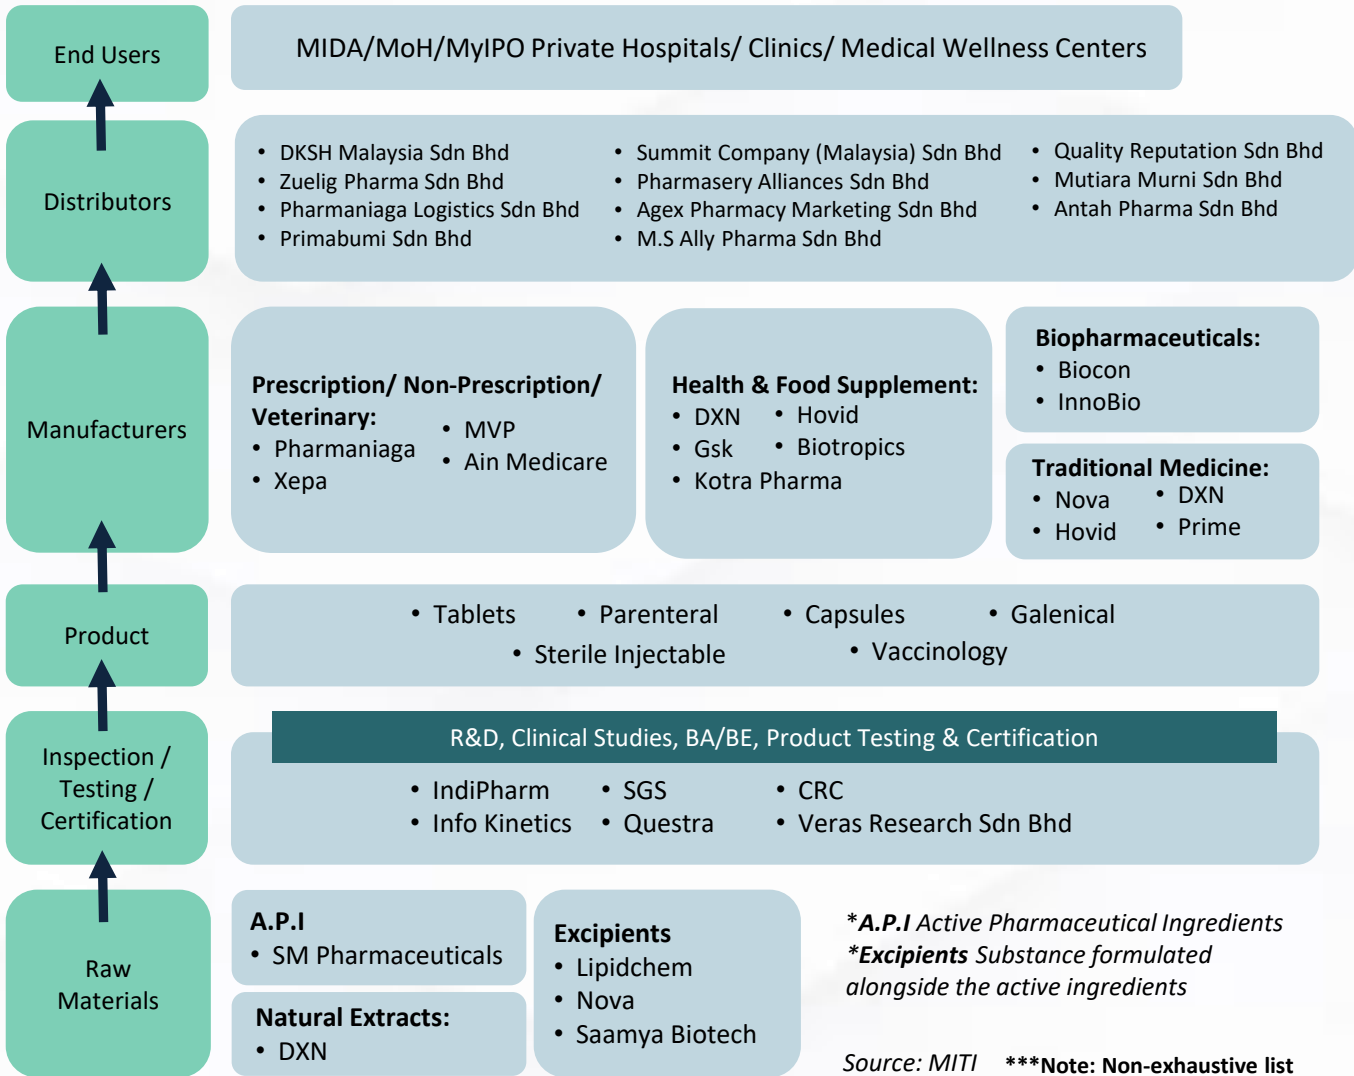 End Users
MIDA/MoH/MyIPO Private Hospitals/ Clinics/ Medical Wellness Centers
Distributors
• DKSH Malaysia Sdn Bhd
• Zuelig Pharma Sdn Bhd
• Pharmaniaga Logistics Sdn Bhd
• Primabumi Sdn Bhd
• Summit Company (Malaysia) Sdn Bhd
• Pharmasery Alliances Sdn Bhd
• Agex Pharmacy Marketing Sdn Bhd
• M.S Ally Pharma Sdn Bhd
• Quality Reputation Sdn Bhd
• Mutiara Murni Sdn Bhd
• Antah Pharma Sdn Bhd
Manufacturers
Prescription/ Non-Prescription/
Veterinary:
• Pharmaniaga
• Xepa
• MVP
• Ain Medicare
Health & Food Supplement:
• DXN
• Gsk
• Kotra Pharma
• Hovid
• Biotropics
Biopharmaceuticals:
• Biocon
• InnoBio
Traditional Medicine:
• Nova
• Hovid
• DXN
• Prime
Product
• Tablets
• Parenteral
• Capsules
• Galenical
• Sterile Injectable
• Vaccinology
Inspection /
Testing /
Certification
R&D, Clinical Studies, BA/BE, Product Testing & Certification
• IndiPharm
• Info Kinetics
• SGS
• Questra
• CRC
• Veras Research Sdn Bhd
Raw
Materials
A.P.I
• SM Pharmaceuticals
Natural Extracts:
• DXN
Excipients
• Lipidchem
• Nova
• Saamya Biotech
*A.P.I Active Pharmaceutical Ingredients
*Excipients Substance formulated
alongside the active ingredients
Source: MITI ***Note: Non-exhaustive list